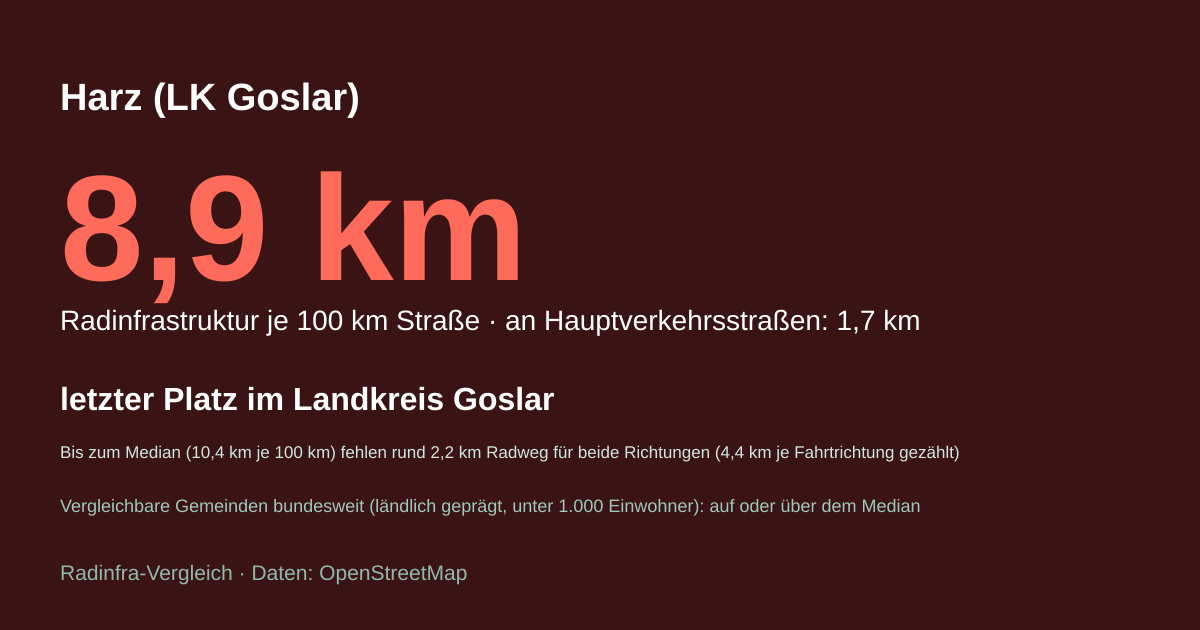 Harz (LK Goslar)
8,9 km
Radinfrastruktur je 100 km Straße · an Hauptverkehrsstraßen: 1,7 km
letzter Platz im Landkreis Goslar
Bis zum Median (10,4 km je 100 km) fehlen rund 2,2 km Radweg für beide Richtungen (4,4 km je Fahrtrichtung gezählt)
Vergleichbare Gemeinden bundesweit (ländlich geprägt, unter 1.000 Einwohner): auf oder über dem Median
Radinfra-Vergleich · Daten: OpenStreetMap